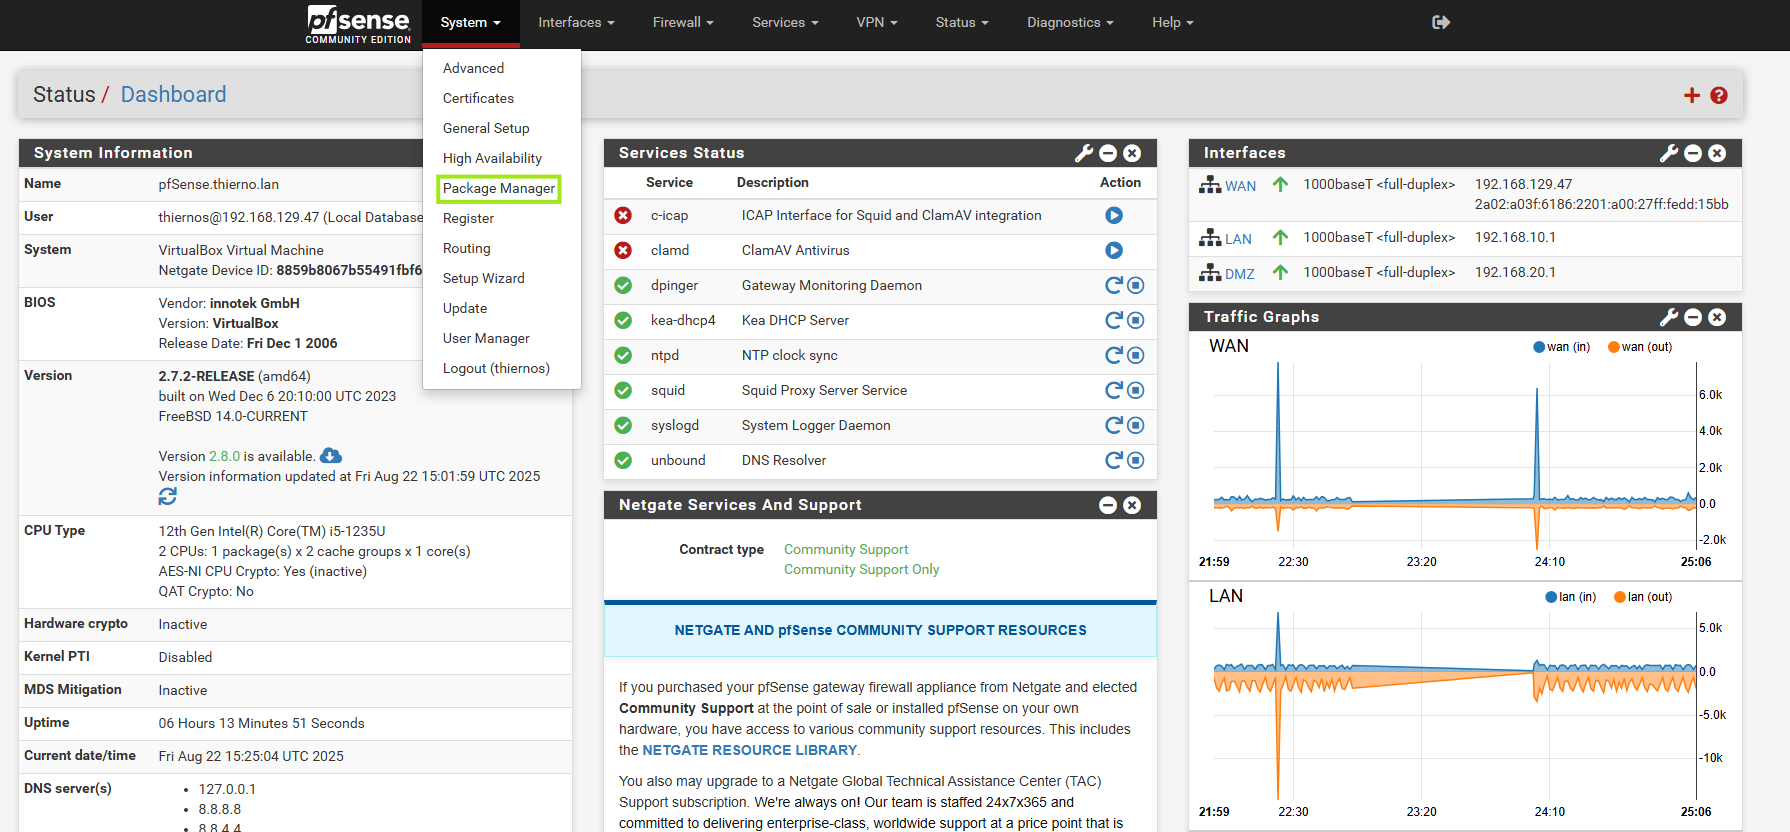 pfsense
COMMUNITY EDITION
System Interfaces Firewall Services VPN Status Diagnostics Help
Advanced
Certificates
General Setup
High Availability
Package Manager
Register
Routing
Setup Wizard
Update
User Manager
Logout (thiernos)
Status / Dashboard
System Information
Name pfSense.thierno.lan
User thiernos@192.168.129.47 (Local Database
System VirtualBox Virtual Machine
Netgate Device ID: 8859b8067b55491fbf6
BIOS Vendor: innotek GmbH
Version: VirtualBox
Release Date: Fri Dec 1 2006
Version 2.7.2-RELEASE (amd64)
built on Wed Dec 6 20:10:00 UTC 2023
FreeBSD 14.0-CURRENT
Version 2.8.0 is available.
Version information updated at Fri Aug 22 15:01:59 UTC 2025
CPU Type 12th Gen Intel(R) Core(TM) i5-1235U
2 CPUs: 1 package(s) x 2 cache groups x 1 core(s)
AES-NI CPU Crypto: Yes (inactive)
QAT Crypto: No
Hardware crypto Inactive
Kernel PTI Disabled
MDS Mitigation Inactive
Uptime 06 Hours 13 Minutes 51 Seconds
Current date/time Fri Aug 22 15:25:04 UTC 2025
DNS server(s) • 127.0.0.1
• 8.8.8.8
• 8.8.4.4
Services Status
Service Description Action
c-icap ICAP Interface for Squid and ClamAV integration
clamd ClamAV Antivirus
dpinger Gateway Monitoring Daemon
kea-dhcp4 Kea DHCP Server
ntpd NTP clock sync
squid Squid Proxy Server Service
syslogd System Logger Daemon
unbound DNS Resolver
Netgate Services And Support
Contract type Community Support
Community Support Only
NETGATE AND pfSense COMMUNITY SUPPORT RESOURCES
If you purchased your pfSense gateway firewall appliance from Netgate and elected
Community Support at the point of sale or installed pfSense on your own
hardware, you have access to various community support resources. This includes
the NETGATE RESOURCE LIBRARY.
You also may upgrade to a Netgate Global Technical Assistance Center (TAC)
Support subscription. We're always on! Our team is staffed 24x7x365 and
committed to delivering enterprise-class, worldwide support at a price point that is
Interfaces
WAN 1000baseT <full-duplex> 192.168.129.47
2a02:a03f:6186:2201:a00:27ff:fedd:15bb
LAN 1000baseT <full-duplex> 192.168.10.1
DMZ 1000baseT <full-duplex> 192.168.20.1
Traffic Graphs
WAN wan (in) wan (out)
6.0k
4.0k
2.0k
0.0
-2.0k
21:59 22:30 23:20 24:10 25:06
LAN lan (in) lan (out)
5.0k
0.0
-5.0k
-10k
21:59 22:30 23:20 24:10 25:06